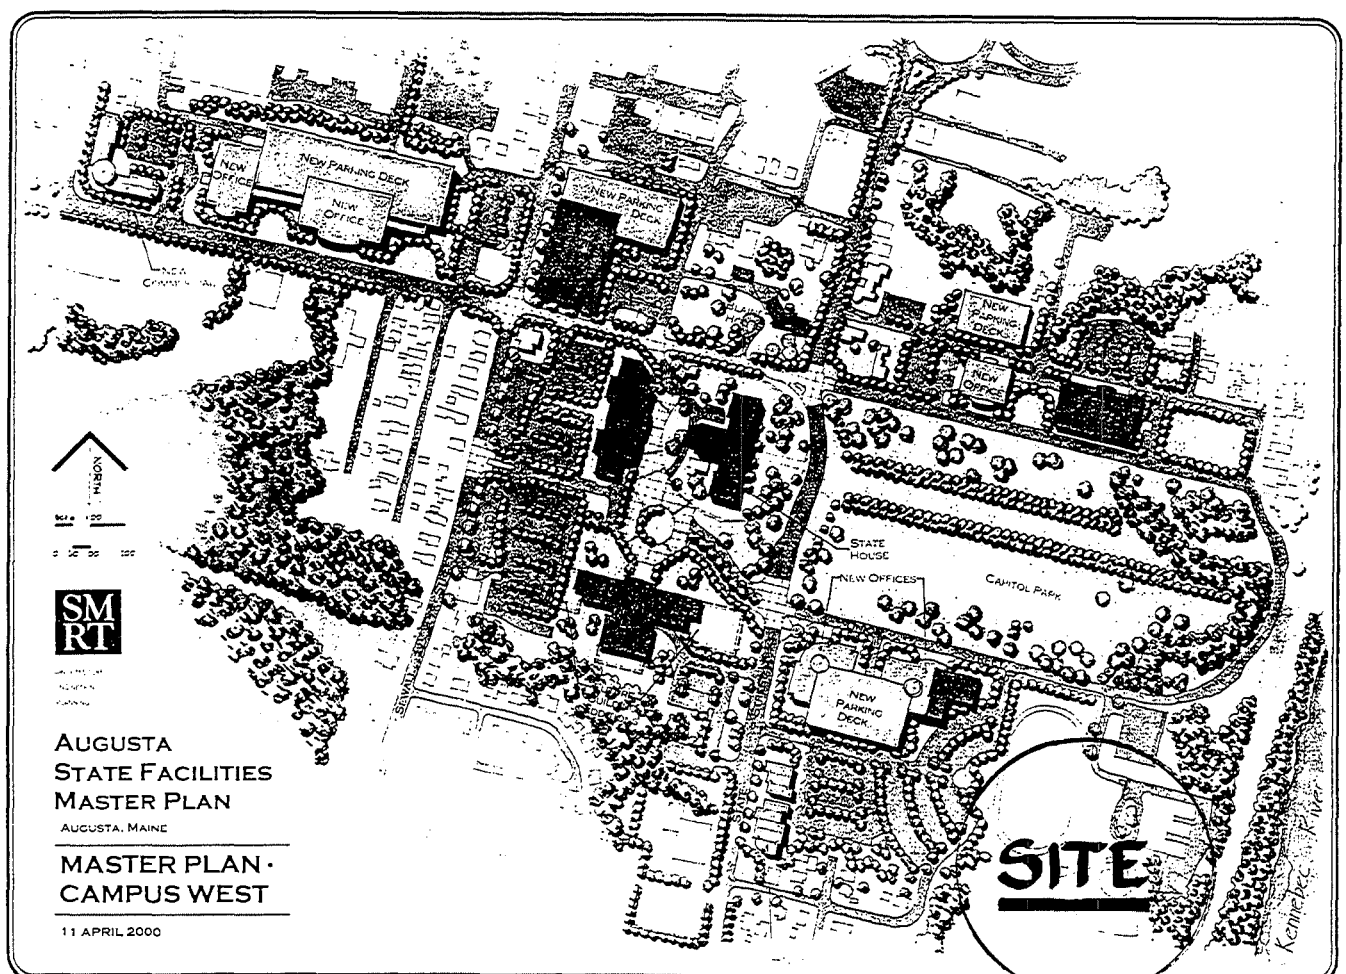 NEW PARKING DECK
NEW
OFFICE
NEW
OFFICE
NEW PARKING
DECK
NEW
NEW
PARKING
DECK
NEW
OFFICE
NORTH
STATE
HOUSE
NEW OFFICES
CAPITOL PARK
SM
RT
NEW
PARKING
DECK
AUGUSTA
STATE FACILITIES
MASTER PLAN
AUGUSTA, MAINE
MASTER PLAN ·
CAMPUS WEST
11 APRIL 2000
SITE
Kennebec River